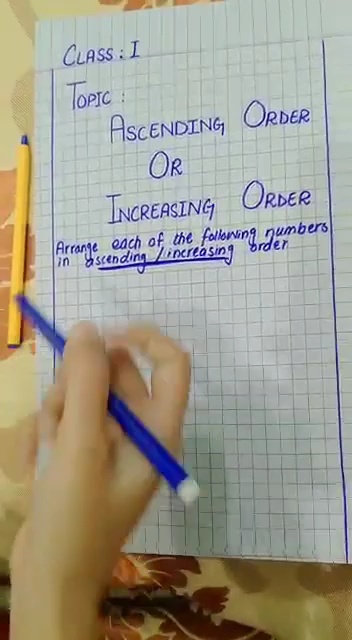 CLASS : I
TOPIC :
ASCENDING ORDER
OR
INCREASING ORDER
Arrange each of the following numbers
in ascending / increasing order